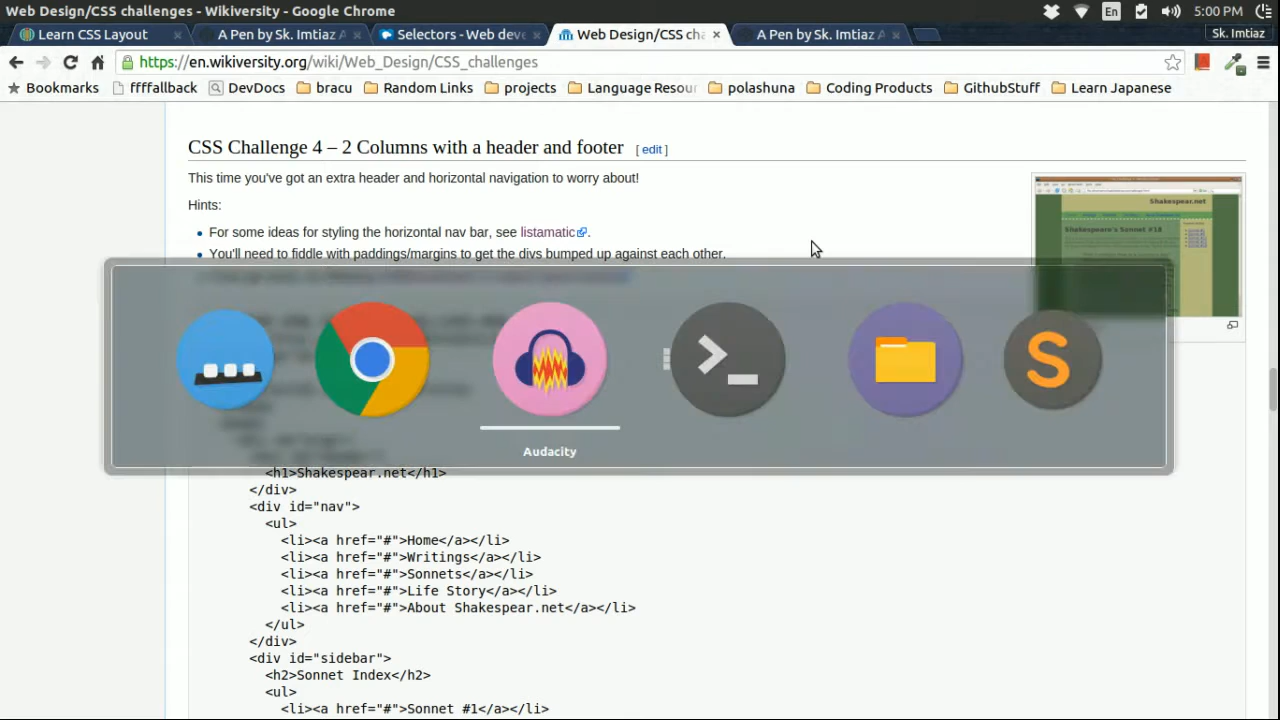 Web Design/CSS challenges - Wikiversity - Google Chrome
En
5:00 PM
Learn CSS Layout
A Pen by Sk. Imtiaz A
Selectors - Web deve
Web Design/CSS cha
A Pen by Sk. Imtiaz A
Sk. Imtiaz
https://en.wikiversity.org/wiki/Web_Design/CSS_challenges
Bookmarks
ffffallback
DevDocs
bracu
Random Links
projects
Language Resour
polashuna
Coding Products
GithubStuff
Learn Japanese
CSS Challenge 4 – 2 Columns with a header and footer [ edit ]
This time you've got an extra header and horizontal navigation to worry about!
Hints:
For some ideas for styling the horizontal nav bar, see listamatic.
You'll need to fiddle with paddings/margins to get the divs bumped up against each other.
Shakespear.net
Shakespeare's Sonnet #18
Audacity
<h1>Shakespear.net</h1>
</div>
<div id="nav">
<ul>
<li><a href="#">Home</a></li>
<li><a href="#">Writings</a></li>
<li><a href="#">Sonnets</a></li>
<li><a href="#">Life Story</a></li>
<li><a href="#">About Shakespear.net</a></li>
</ul>
</div>
<div id="sidebar">
<h2>Sonnet Index</h2>
<ul>
<li><a href="#">Sonnet #1</a></li>